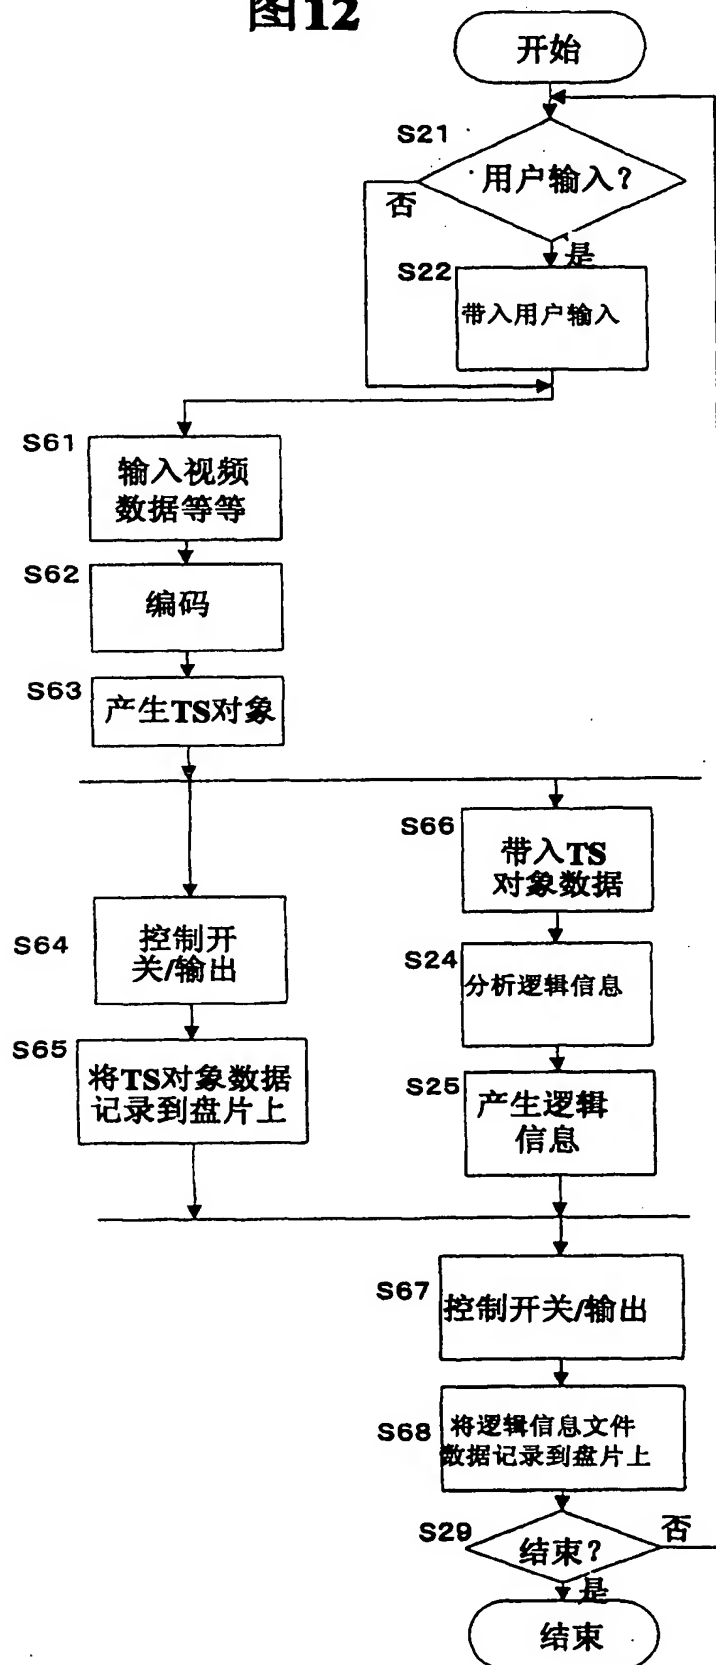 图12
开始
S21
用户输入?
否
是
S22
带入用户输入
S61
输入视频
数据等等
S62
编码
S63
产生TS对象
S66
带入TS
对象数据
S64
控制开
关/输出
S24
分析逻辑信息
S65
将TS对象数据
记录到盘片上
S25
产生逻辑
信息
S67
控制开关/输出
S68
将逻辑信息文件
数据记录到盘片上
S29
结束?
否
是
结束